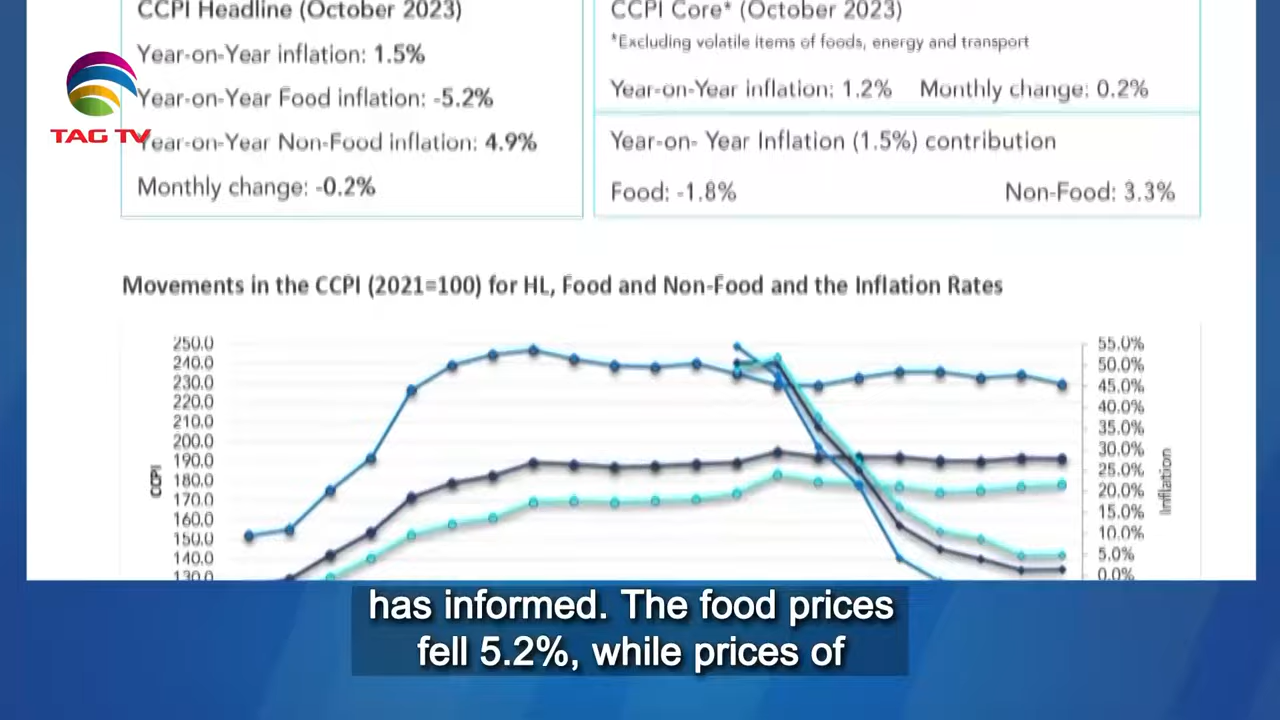 CCPI Headline (October 2023)
Year-on-Year inflation: 1.5%
Year-on-Year Food inflation: -5.2%
Year-on-Year Non-Food inflation: 4.9%
Monthly change: -0.2%
CCPI Core* (October 2023)
*Excluding volatile items of foods, energy and transport
Year-on-Year inflation: 1.2% Monthly change: 0.2%
Year-on- Year Inflation (1.5%) contribution
Food: -1.8% Non-Food: 3.3%
TAG TV
Movements in the CCPI (2021=100) for HL, Food and Non-Food and the Inflation Rates
250.0
240.0
230.0
220.0
210.0
200.0
190.0
180.0
170.0
160.0
150.0
140.0
130.0
CCPI
55.0%
50.0%
45.0%
40.0%
35.0%
30.0%
25.0%
20.0%
15.0%
10.0%
5.0%
0.0%
Inflation
has informed. The food prices
fell 5.2%, while prices of